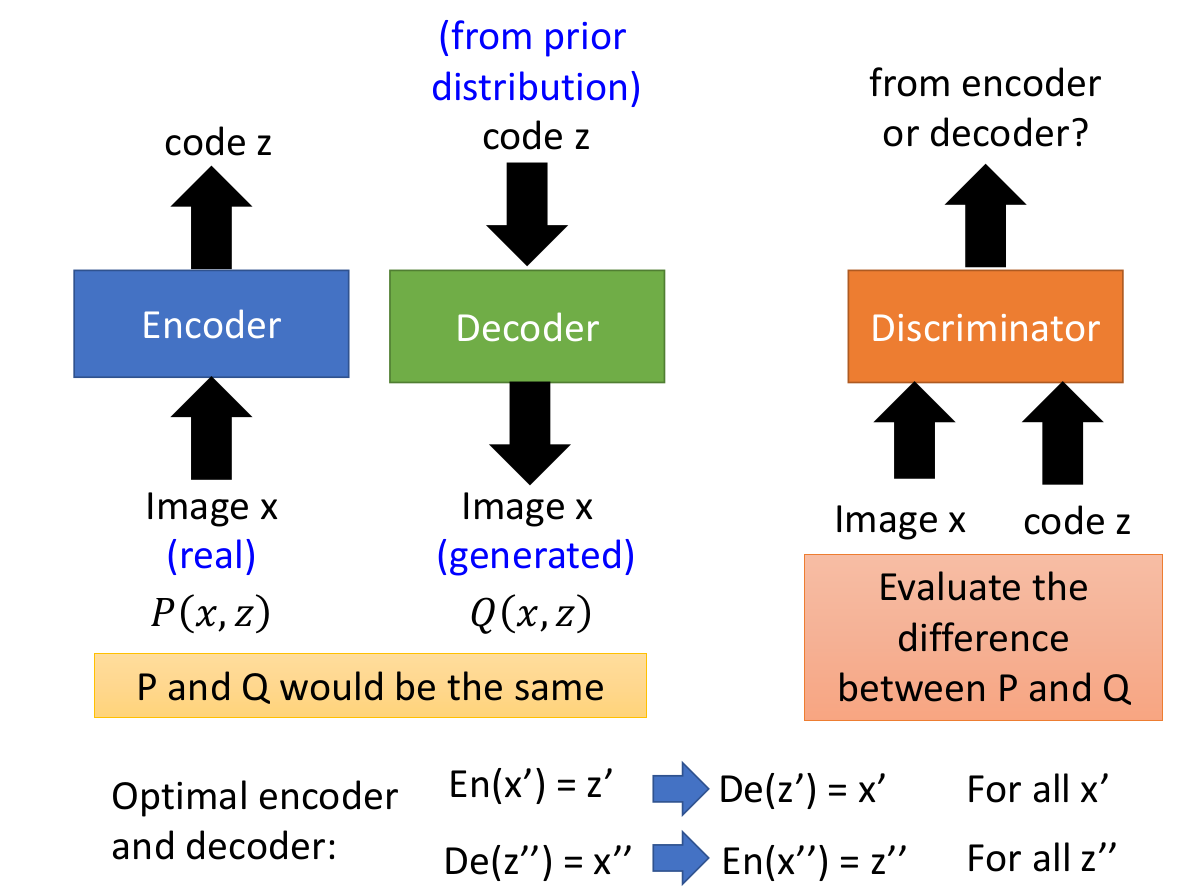 (from prior
distribution)
code z
code z
from encoder
or decoder?
Encoder
Decoder
Discriminator
Image x
(real)
P(x, z)
Image x
(generated)
Q(x, z)
Image x
code z
P and Q would be the same
Evaluate the
difference
between P and Q
Optimal encoder
and decoder:
En(x’) = z’
De(z’) = x’
For all x’
De(z’’) = x’’
En(x’’) = z’’
For all z’’